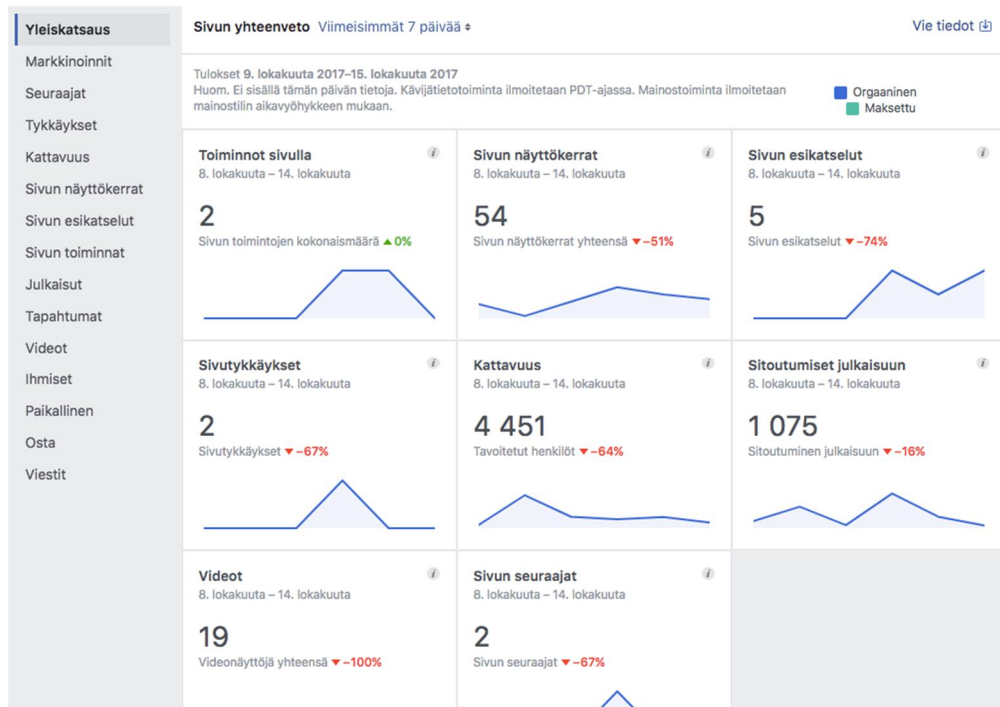 Yleiskatsaus
Markkinoinnit
Seuraajat
Tykkäykset
Kattavuus
Sivun näyttökerrat
Sivun esikatselut
Sivun toiminnat
Julkaisut
Tapahtumat
Videot
Ihmiset
Paikallinen
Osta
Viestit
Sivun yhteenveto Viimeisimmät 7 päivää
Vie tiedot
Tulokset 9. lokakuuta 2017–15. lokakuuta 2017
Huom. Ei sisällä tämän päivän tietoja. Kävijätietotoiminta ilmoitetaan PDT-ajassa. Mainostoiminta ilmoitetaan
mainostilin aikavyöhykkeen mukaan.
Orgaaninen
Maksettu
Toiminnot sivulla
8. lokakuuta – 14. lokakuuta
2
Sivun toimintojen kokonaismäärä ▲0%
Sivun näyttökerrat
8. lokakuuta – 14. lokakuuta
54
Sivun näyttökerrat yhteensä ▼–51%
Sivun esikatselut
8. lokakuuta – 14. lokakuuta
5
Sivun esikatselut ▼–74%
Sivutykkäykset
8. lokakuuta – 14. lokakuuta
2
Sivutykkäykset ▼–67%
Kattavuus
8. lokakuuta – 14. lokakuuta
4 451
Tavoitetut henkilöt ▼–64%
Sitoutumiset julkaisuun
8. lokakuuta – 14. lokakuuta
1 075
Sitoutuminen julkaisuun ▼–16%
Videot
8. lokakuuta – 14. lokakuuta
19
Videonäyttöjä yhteensä ▼–100%
Sivun seuraajat
8. lokakuuta – 14. lokakuuta
2
Sivun seuraajat ▼–67%